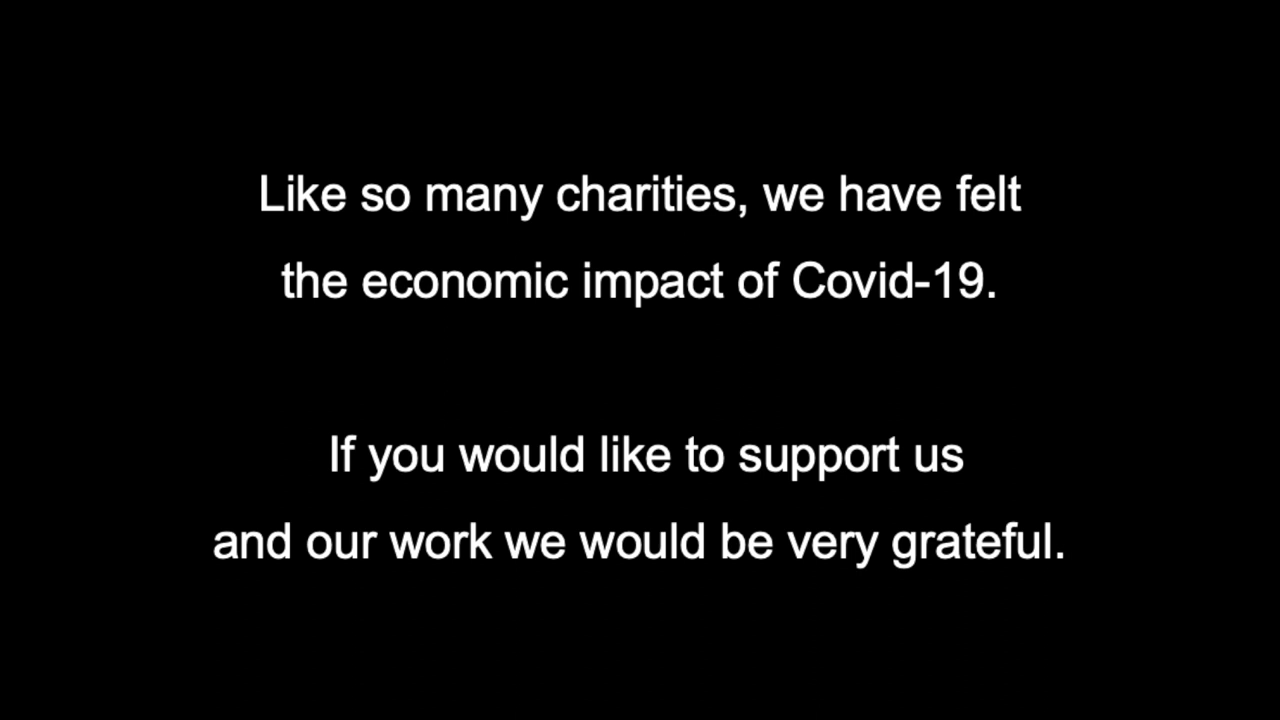 Like so many charities, we have felt
the economic impact of Covid-19.
If you would like to support us
and our work we would be very grateful.